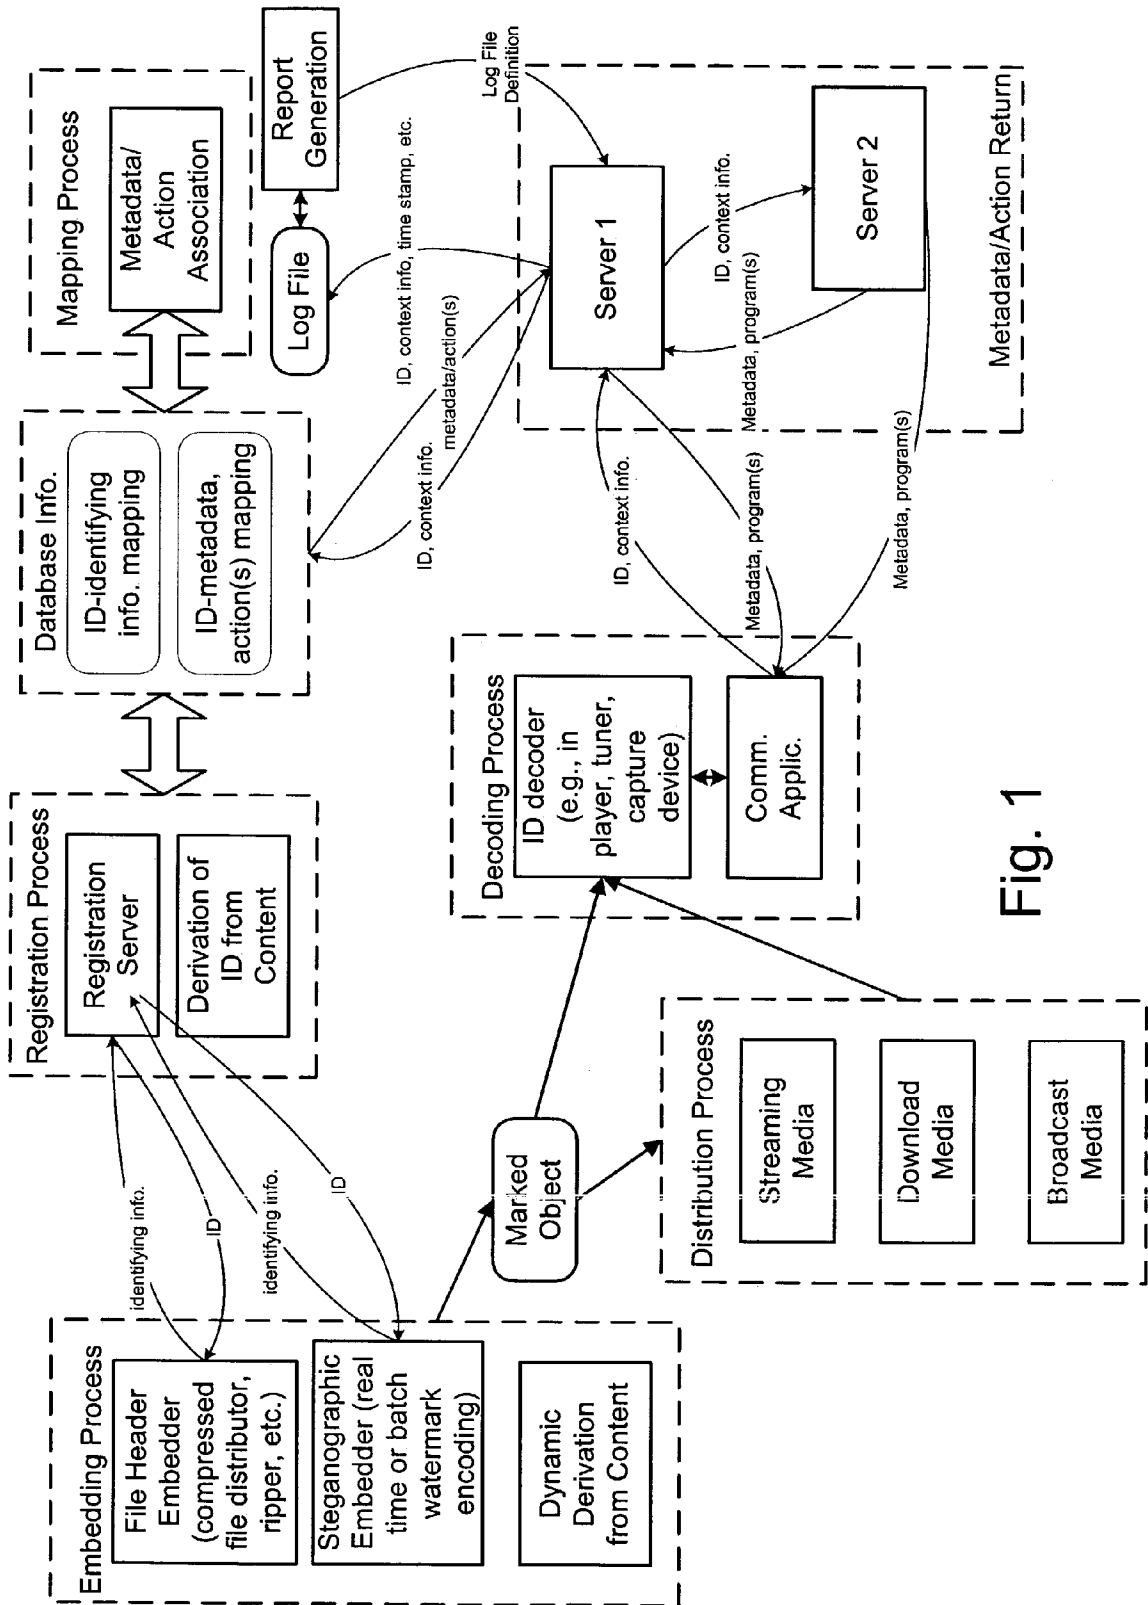 Embedding Process
File Header
Embedder
(compressed
file distributor,
ripper, etc.)
Steganographic
Embedder (real
time or batch
watermark
encoding)
Dynamic
Derivation
from Content
identifying info.
ID
identifying info.
ID
Registration Process
Registration
Server
Derivation of
ID from
Content
Database Info.
ID-identifying
info. mapping
ID-metadata,
action(s) mapping
Mapping Process
Metadata/
Action
Association
Marked
Object
Distribution Process
Streaming
Media
Download
Media
Broadcast
Media
Decoding Process
ID decoder
(e.g., in
player, tuner,
capture
device)
Comm.
Applic.
Log File
Report
Generation
ID, context info, time stamp, etc.
metadata/action(s)
ID, context info.
Log File
Definition
Server 1
Server 2
ID, context info.
Metadata, program(s)
ID, context info.
Metadata, program(s)
Metadata, program(s)
Metadata/Action Return
Fig. 1